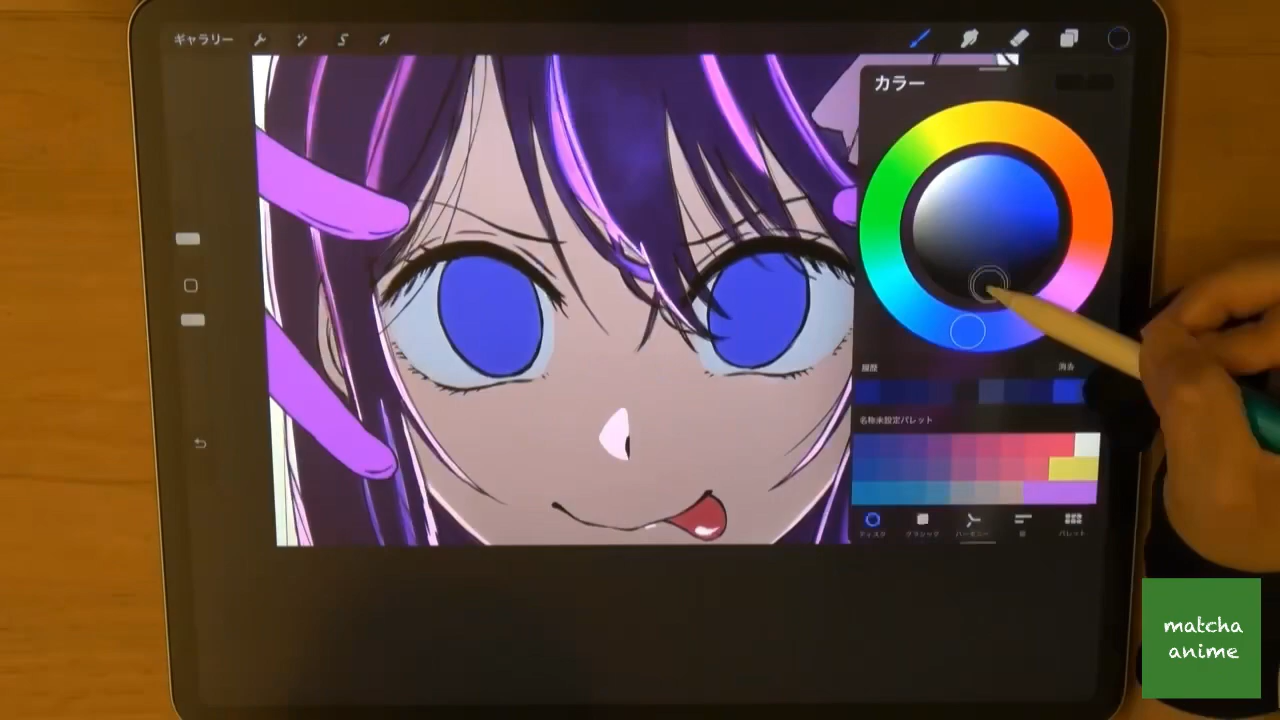 ギャラリー
カラー
履歴
消去
名称未設定パレット
ディスク
クラシック
ハーモニー
値
パレット
matcha
anime